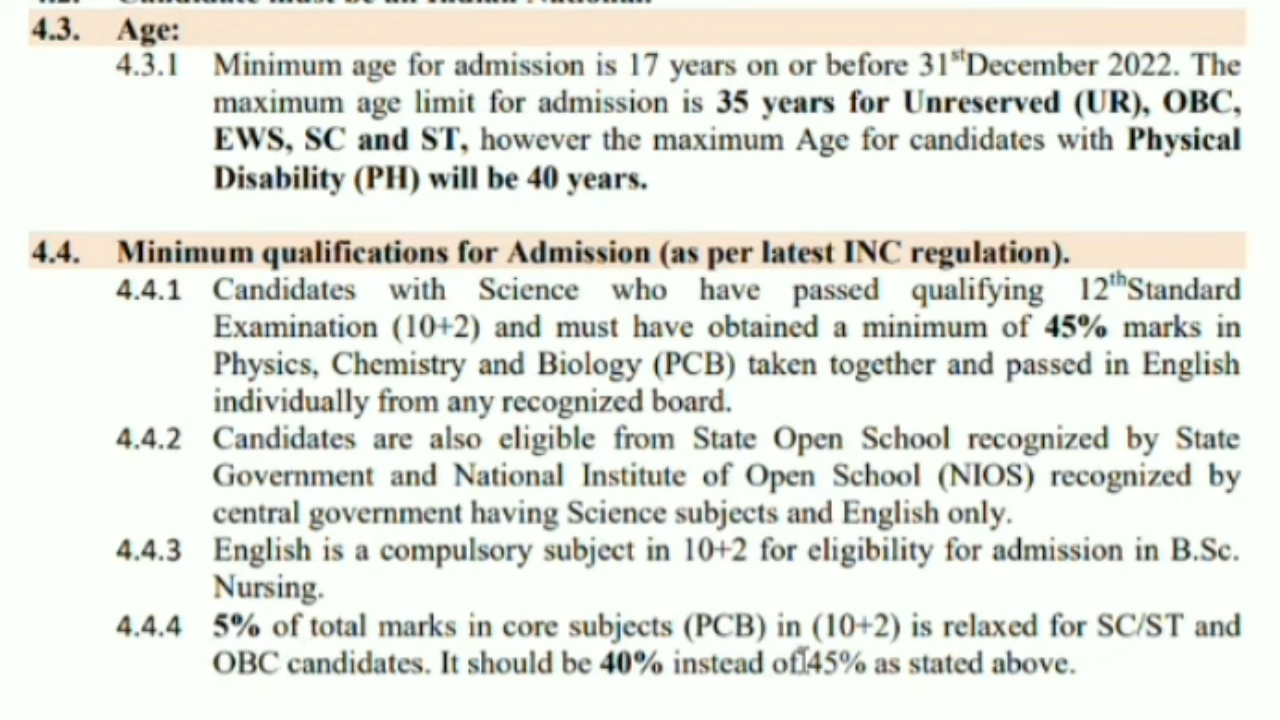 4.2. Candidate must be an Indian National.
4.3. Age:
4.3.1 Minimum age for admission is 17 years on or before 31stDecember 2022. The
maximum age limit for admission is 35 years for Unreserved (UR), OBC,
EWS, SC and ST, however the maximum Age for candidates with Physical
Disability (PH) will be 40 years.
4.4. Minimum qualifications for Admission (as per latest INC regulation).
4.4.1 Candidates with Science who have passed qualifying 12thStandard
Examination (10+2) and must have obtained a minimum of 45% marks in
Physics, Chemistry and Biology (PCB) taken together and passed in English
individually from any recognized board.
4.4.2 Candidates are also eligible from State Open School recognized by State
Government and National Institute of Open School (NIOS) recognized by
central government having Science subjects and English only.
4.4.3 English is a compulsory subject in 10+2 for eligibility for admission in B.Sc.
Nursing.
4.4.4 5% of total marks in core subjects (PCB) in (10+2) is relaxed for SC/ST and
OBC candidates. It should be 40% instead of 45% as stated above.